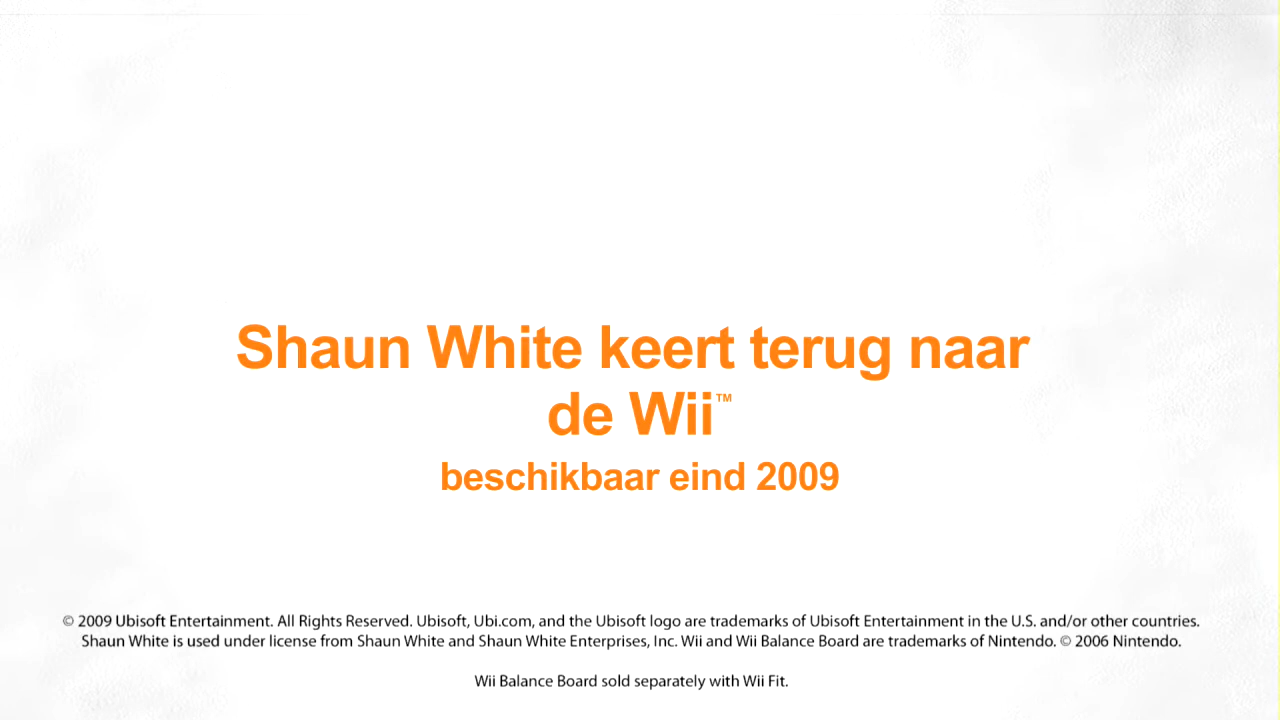 Shaun White keert terug naar
de Wii™
beschikbaar eind 2009
© 2009 Ubisoft Entertainment. All Rights Reserved. Ubisoft, Ubi.com, and the Ubisoft logo are trademarks of Ubisoft Entertainment in the U.S. and/or other countries.
Shaun White is used under license from Shaun White and Shaun White Enterprises, Inc. Wii and Wii Balance Board are trademarks of Nintendo. © 2006 Nintendo.
Wii Balance Board sold separately with Wii Fit.